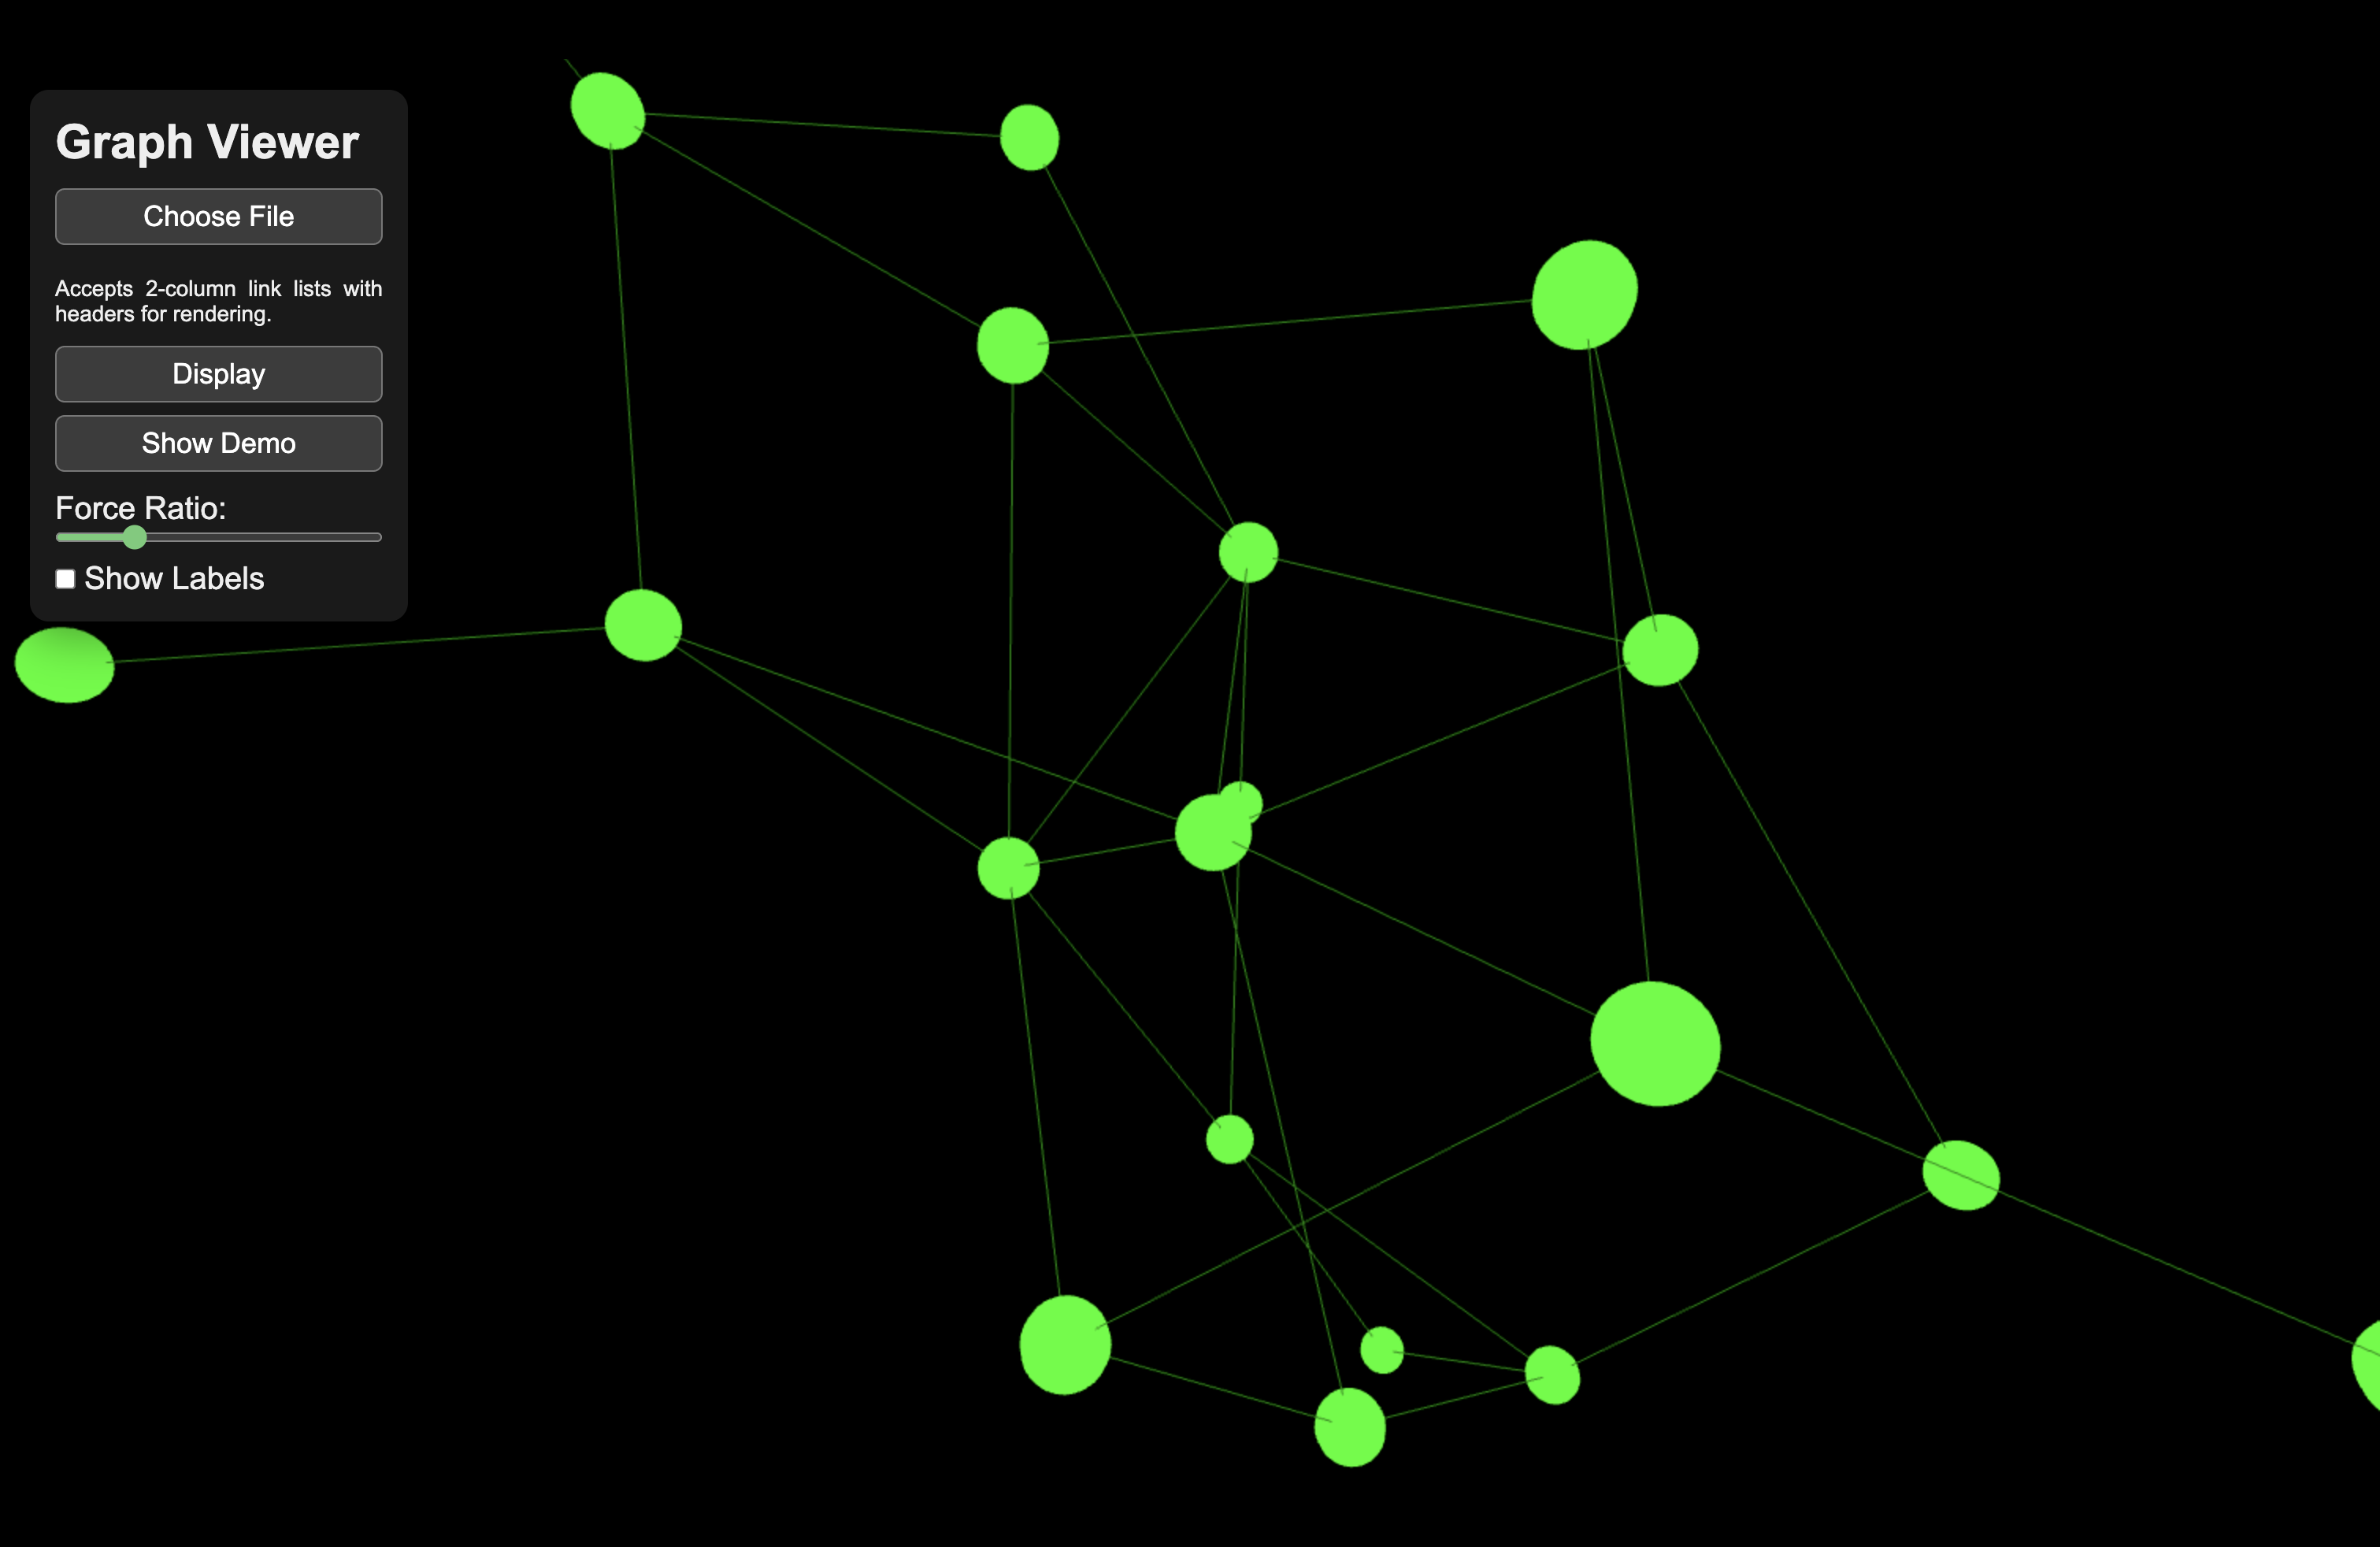 Graph Viewer
Choose File
Accepts 2-column link lists with
headers for rendering.
Display
Show Demo
Force Ratio:
Show Labels